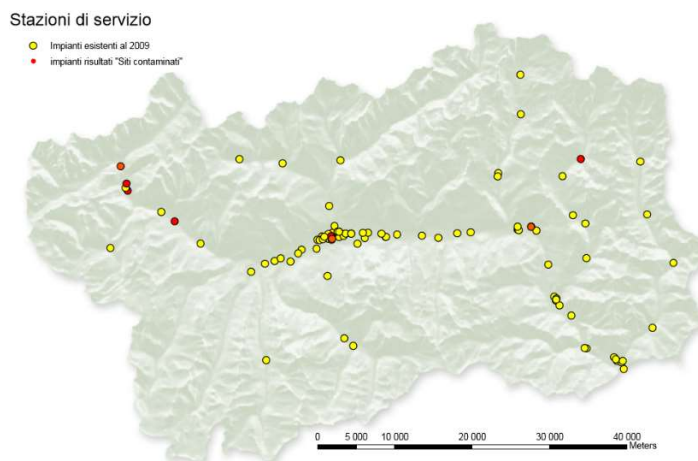 Stazioni di servizio
Impianti esistenti al 2009
impianti risultati "Siti contaminati"
0 5 000 10 000 20 000 30 000 40 000
Meters